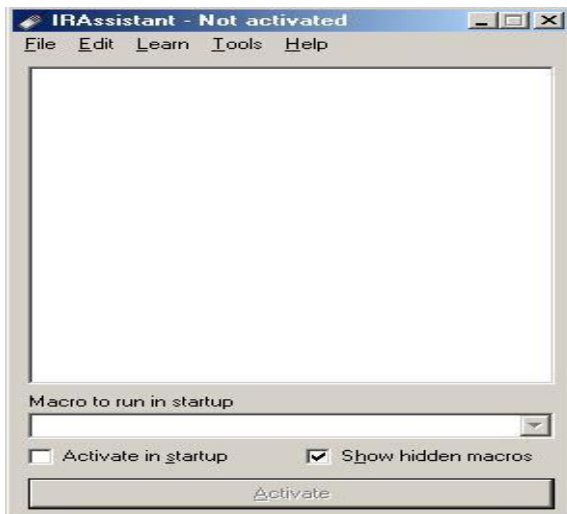 IRAssistant - Not activated
File Edit Learn Tools Help
Macro to run in startup
Activate in startup Show hidden macros
Activate